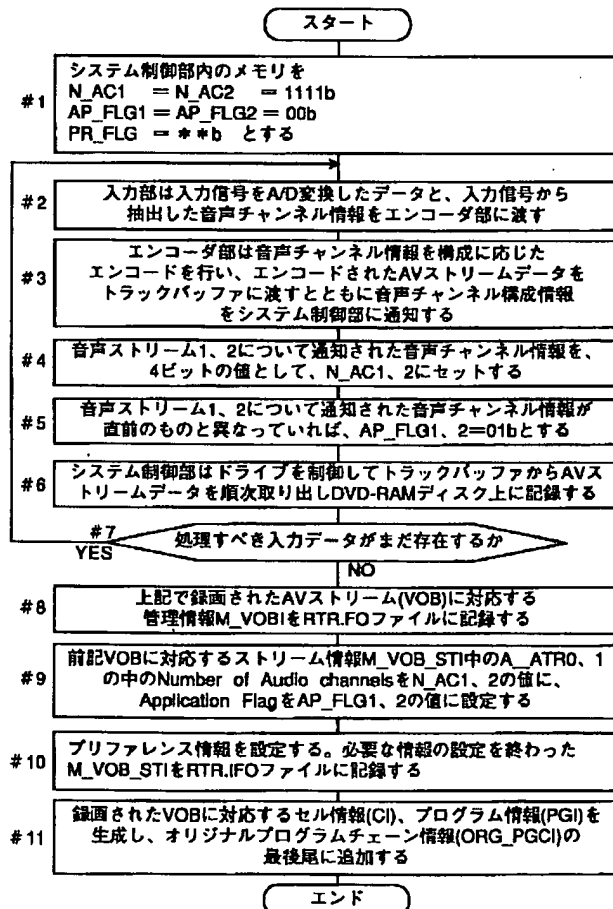 スタート
#1
システム制御部内のメモリを
N_AC1 = N_AC2 = 1111b
AP_FLG1 = AP_FLG2 = 00b
PR_FLG = **b とする
#2
入力部は入力信号をA/D変換したデータと、入力信号から
抽出した音声チャンネル情報をエンコーダ部に渡す
#3
エンコーダ部は音声チャンネル情報を構成に応じた
エンコードを行い、エンコードされたAVストリームデータを
トラックバッファに渡すとともに音声チャンネル構成情報
をシステム制御部に通知する
#4
音声ストリーム1、2について通知された音声チャンネル情報を、
4ビットの値として、N_AC1、2にセットする
#5
音声ストリーム1、2について通知された音声チャンネル情報が
直前のものと異なっていれば、AP_FLG1、2=01bとする
#6
システム制御部はドライブを制御してトラックバッファからAVス
トリームデータを順次取り出しDVD-RAMディスク上に記録する
#7
YES
処理すべき入力データがまだ存在するか
NO
#8
上記で録画されたAVストリーム(VOB)に対応する
管理情報M_VOBIをRTR.IFOファイルに記録する
#9
前記VOBに対応するストリーム情報M_VOB_STI中のA__ATR0、1
の中のNumber of Audio channelsをN_AC1、2の値に、
Application FlagをAP_FLG1、2の値に設定する
#10
プリファレンス情報を設定する。必要な情報の設定を終わった
M_VOB_STIをRTR.IFOファイルに記録する
#11
録画されたVOBに対応するセル情報(CI)、プログラム情報(PGI)を
生成し、オリジナルプログラムチェーン情報(ORG_PGCI)の
最後尾に追加する
エンド